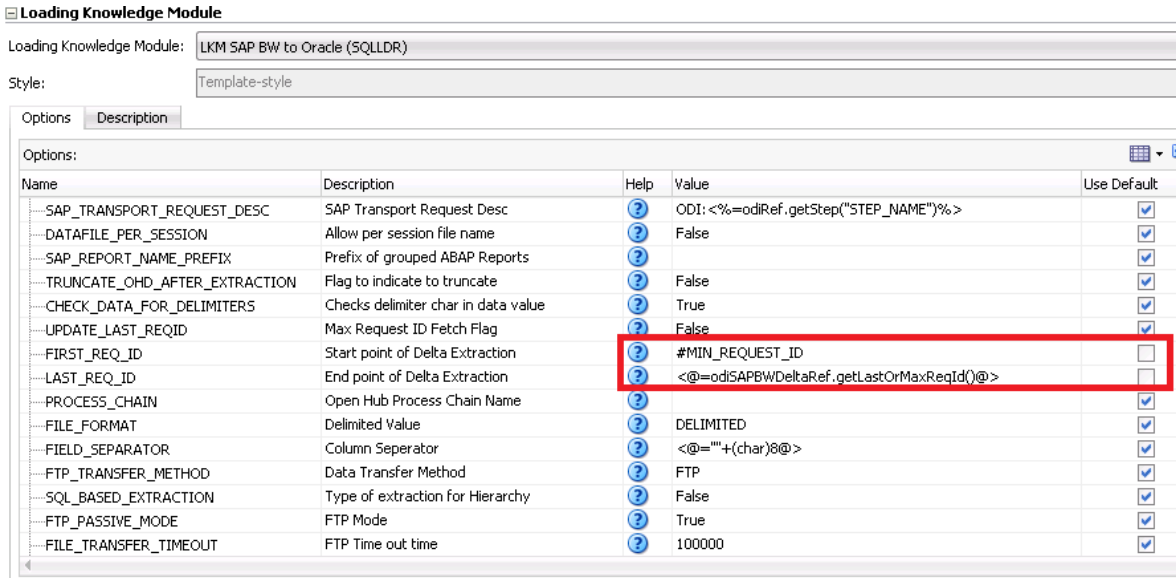 Loading Knowledge Module
Loading Knowledge Module: LKM SAP BW to Oracle (SQLLDR)
Style: Template-style
Options Description
Options:
Name Description Help Value Use Default
SAP_TRANSPORT_REQUEST_DESC SAP Transport Request Desc ? ODI:<%=odiRef.getStep("STEP_NAME")%>
DATAFILE_PER_SESSION Allow per session file name ? False
SAP_REPORT_NAME_PREFIX Prefix of grouped ABAP Reports ?
TRUNCATE_OHD_AFTER_EXTRACTION Flag to indicate to truncate ? False
CHECK_DATA_FOR_DELIMITERS Checks delimiter char in data value ? True
UPDATE_LAST_REQID Max Request ID Fetch Flag ? False
FIRST_REQ_ID Start point of Delta Extraction ? #MIN_REQUEST_ID
LAST_REQ_ID End point of Delta Extraction ? <@=odiSAPBWDeltaRef.getLastOrMaxReqId()@>
PROCESS_CHAIN Open Hub Process Chain Name ?
FILE_FORMAT Delimited Value ? DELIMITED
FIELD_SEPARATOR Column Seperator ? <@=""+(char)8@>
FTP_TRANSFER_METHOD Data Transfer Method ? FTP
SQL_BASED_EXTRACTION Type of extraction for Hierarchy ? False
FTP_PASSIVE_MODE FTP Mode ? True
FILE_TRANSFER_TIMEOUT FTP Time out time ? 100000